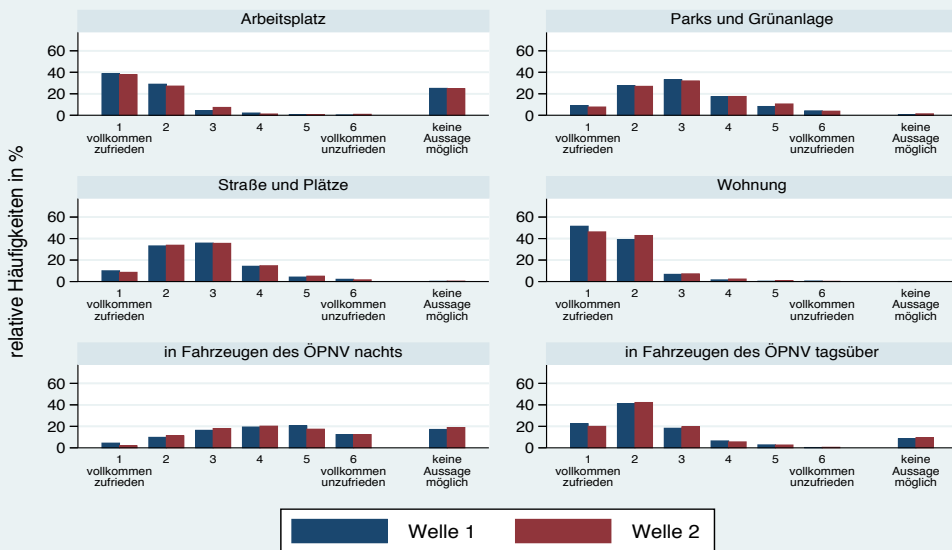 relative Häufigkeiten in %
Arbeitsplatz
60
40
20
0
1 2 3 4 5 6 keine
vollkommen vollkommen Aussage
zufrieden unzufrieden möglich
Parks und Grünanlage
60
40
20
0
1 2 3 4 5 6 keine
vollkommen vollkommen Aussage
zufrieden unzufrieden möglich
Straße und Plätze
60
40
20
0
1 2 3 4 5 6 keine
vollkommen vollkommen Aussage
zufrieden unzufrieden möglich
Wohnung
60
40
20
0
1 2 3 4 5 6 keine
vollkommen vollkommen Aussage
zufrieden unzufrieden möglich
in Fahrzeugen des ÖPNV nachts
60
40
20
0
1 2 3 4 5 6 keine
vollkommen vollkommen Aussage
zufrieden unzufrieden möglich
in Fahrzeugen des ÖPNV tagsüber
60
40
20
0
1 2 3 4 5 6 keine
vollkommen vollkommen Aussage
zufrieden unzufrieden möglich
Welle 1 Welle 2